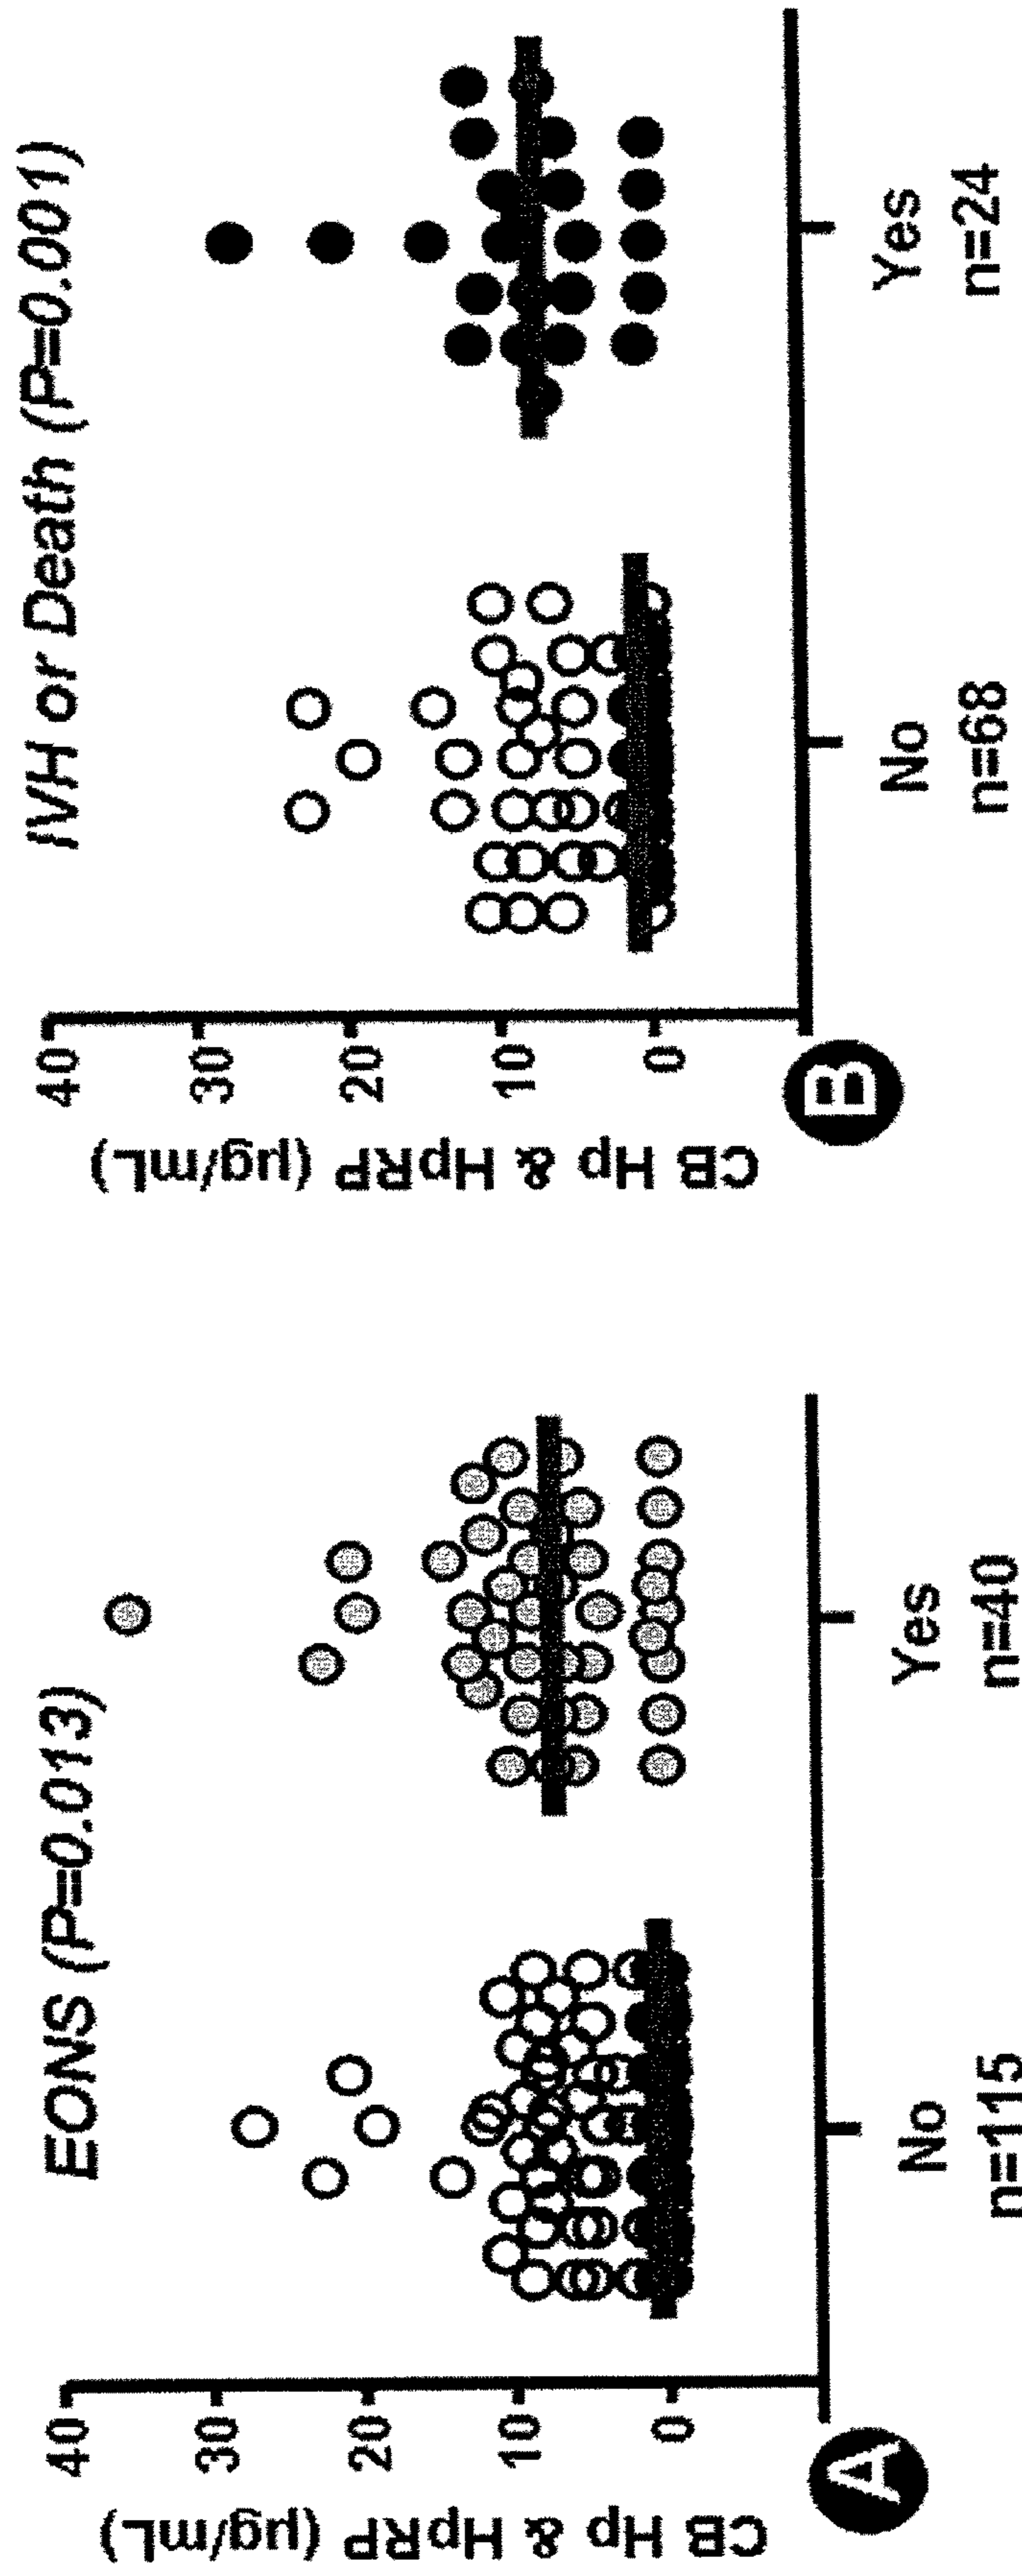 EONS (P=0.013)
CB Hp & HpRP (µg/mL)
40
30
20
10
0
No
Yes
n=115
n=40
A
IVH or Death (P=0.001)
CB Hp & HpRP (µg/mL)
40
30
20
10
0
No
Yes
n=68
n=24
B